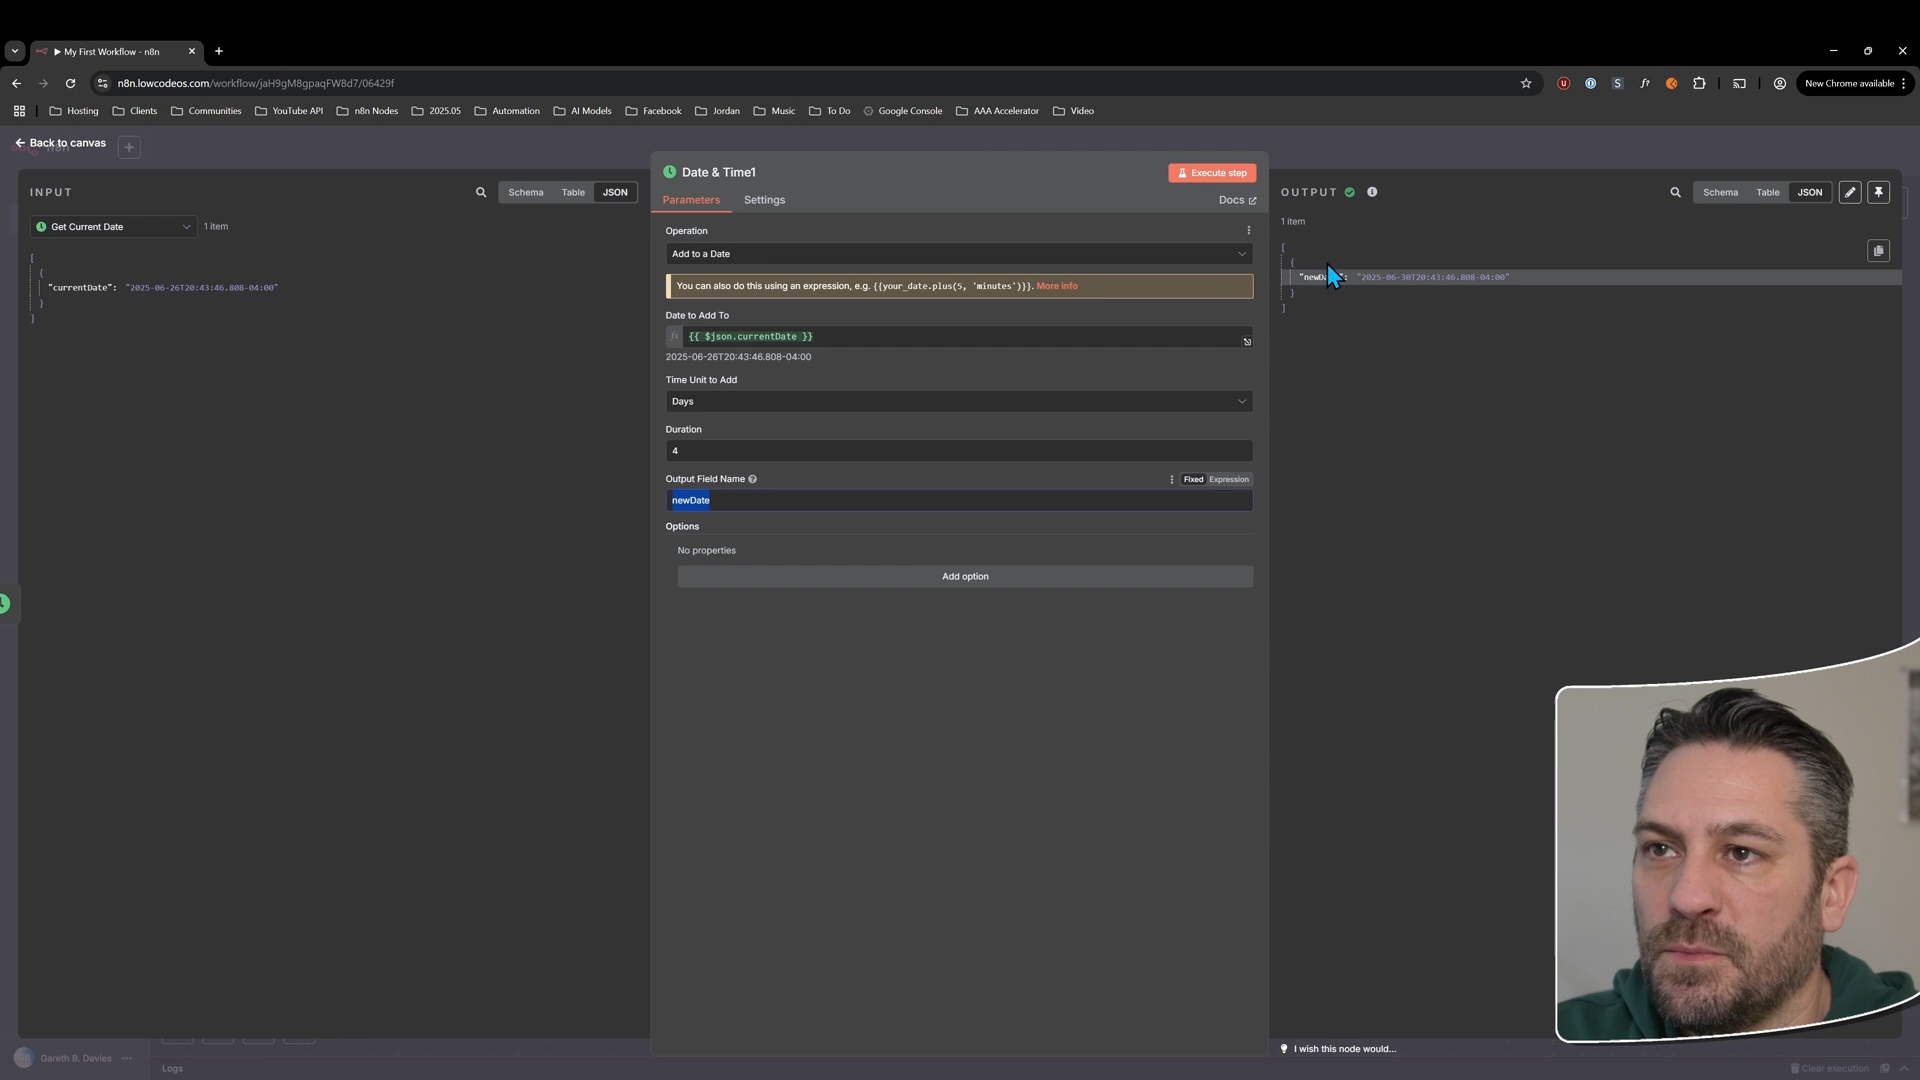 My First Workflow - n8n
n8n.lowcodeos.com/workflow/jaH9gM8gpaqFW8d7/06429f
New Chrome available
Hosting
Clients
Communities
YouTube API
n8n Nodes
2025.05
Automation
AI Models
Facebook
Jordan
Music
To Do
Google Console
AAA Accelerator
Video
Back to canvas
INPUT
Schema
Table
JSON
Get Current Date
1 item
[
{
"currentDate": "2025-06-26T20:43:46.808-04:00"
}
]
Date & Time1
Execute step
Parameters
Settings
Docs
Operation
Add to a Date
You can also do this using an expression, e.g. {{your_date.plus(5, 'minutes')}}. More info
Date to Add To
fx {{ $json.currentDate }}
2025-06-26T20:43:46.808-04:00
Time Unit to Add
Days
Duration
4
Output Field Name
Fixed
Expression
newDate
Options
No properties
Add option
OUTPUT
Schema
Table
JSON
1 item
[
{
"2025-06-30T20:43:46.808-04:00"
}
]
I wish this node would...
Gareth B. Davies
Logs
Clear execution